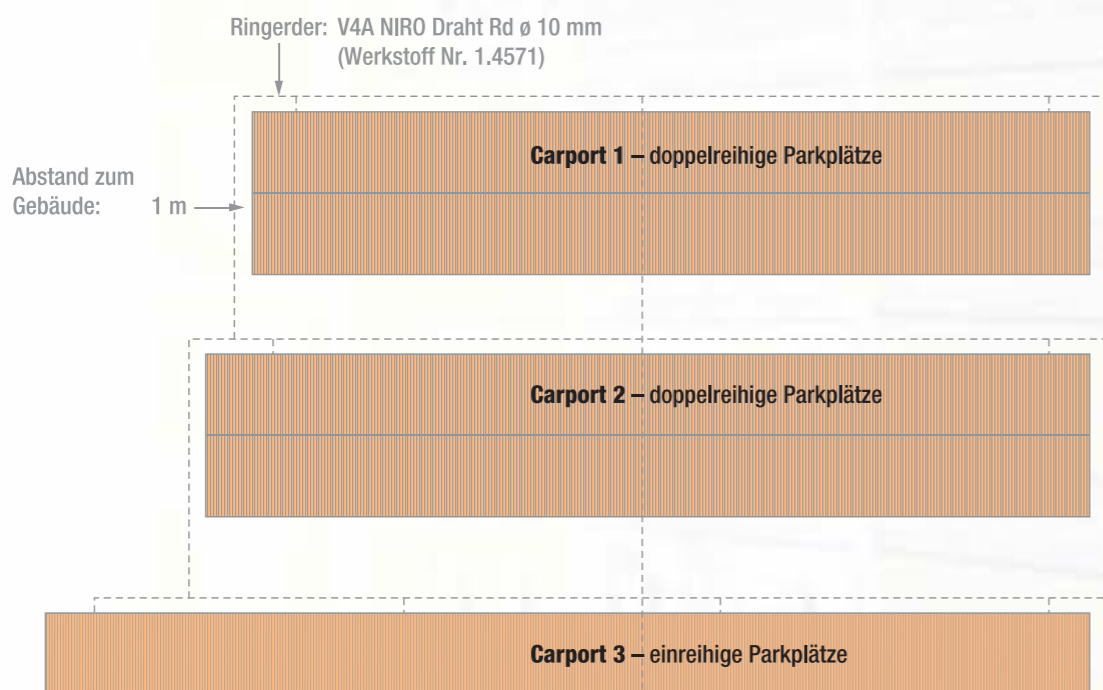 Ringerder: V4A NIRO Draht Rd ø 10 mm
(Werkstoff Nr. 1.4571)
Carport 1 – doppelreihige Parkplätze
Abstand zum
Gebäude: 1 m
Carport 2 – doppelreihige Parkplätze
Carport 3 – einreihige Parkplätze